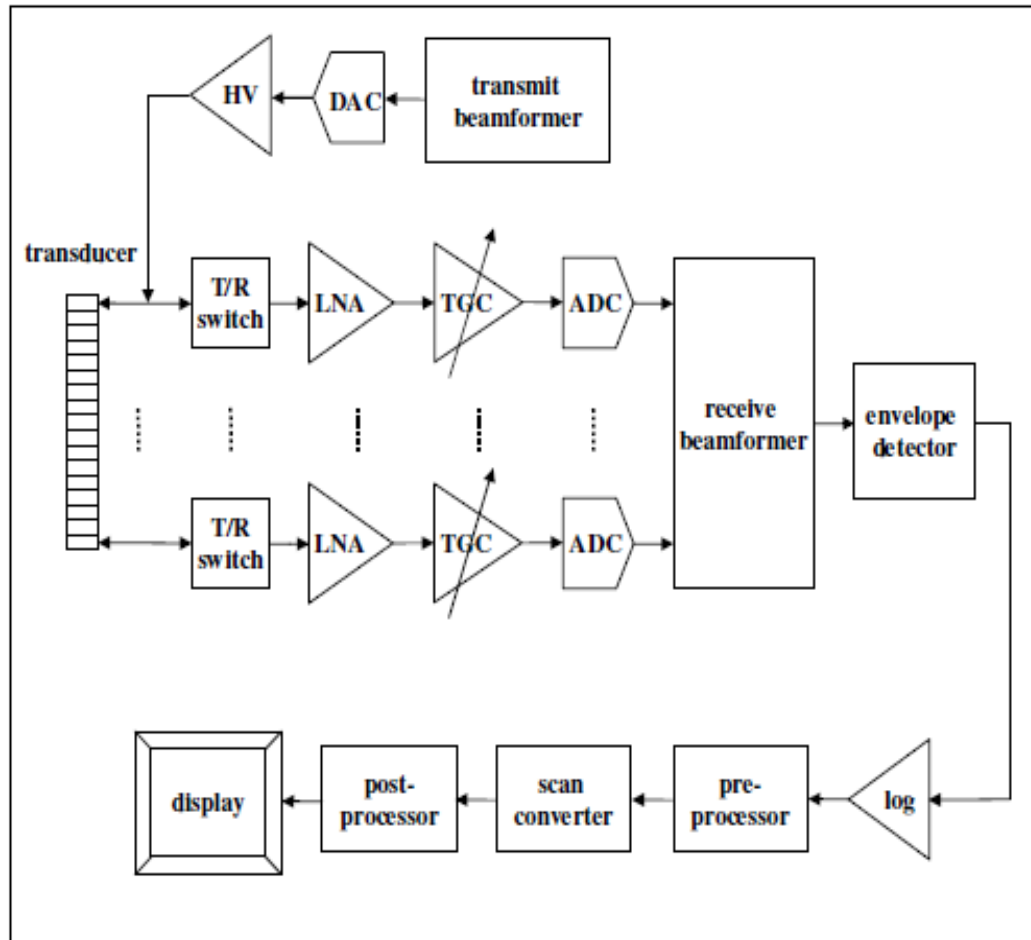 HV
DAC
transmit
beamformer
transducer
T/R
switch
LNA
TGC
ADC
receive
beamformer
envelope
detector
T/R
switch
LNA
TGC
ADC
display
post-
processor
scan
converter
pre-
processor
log